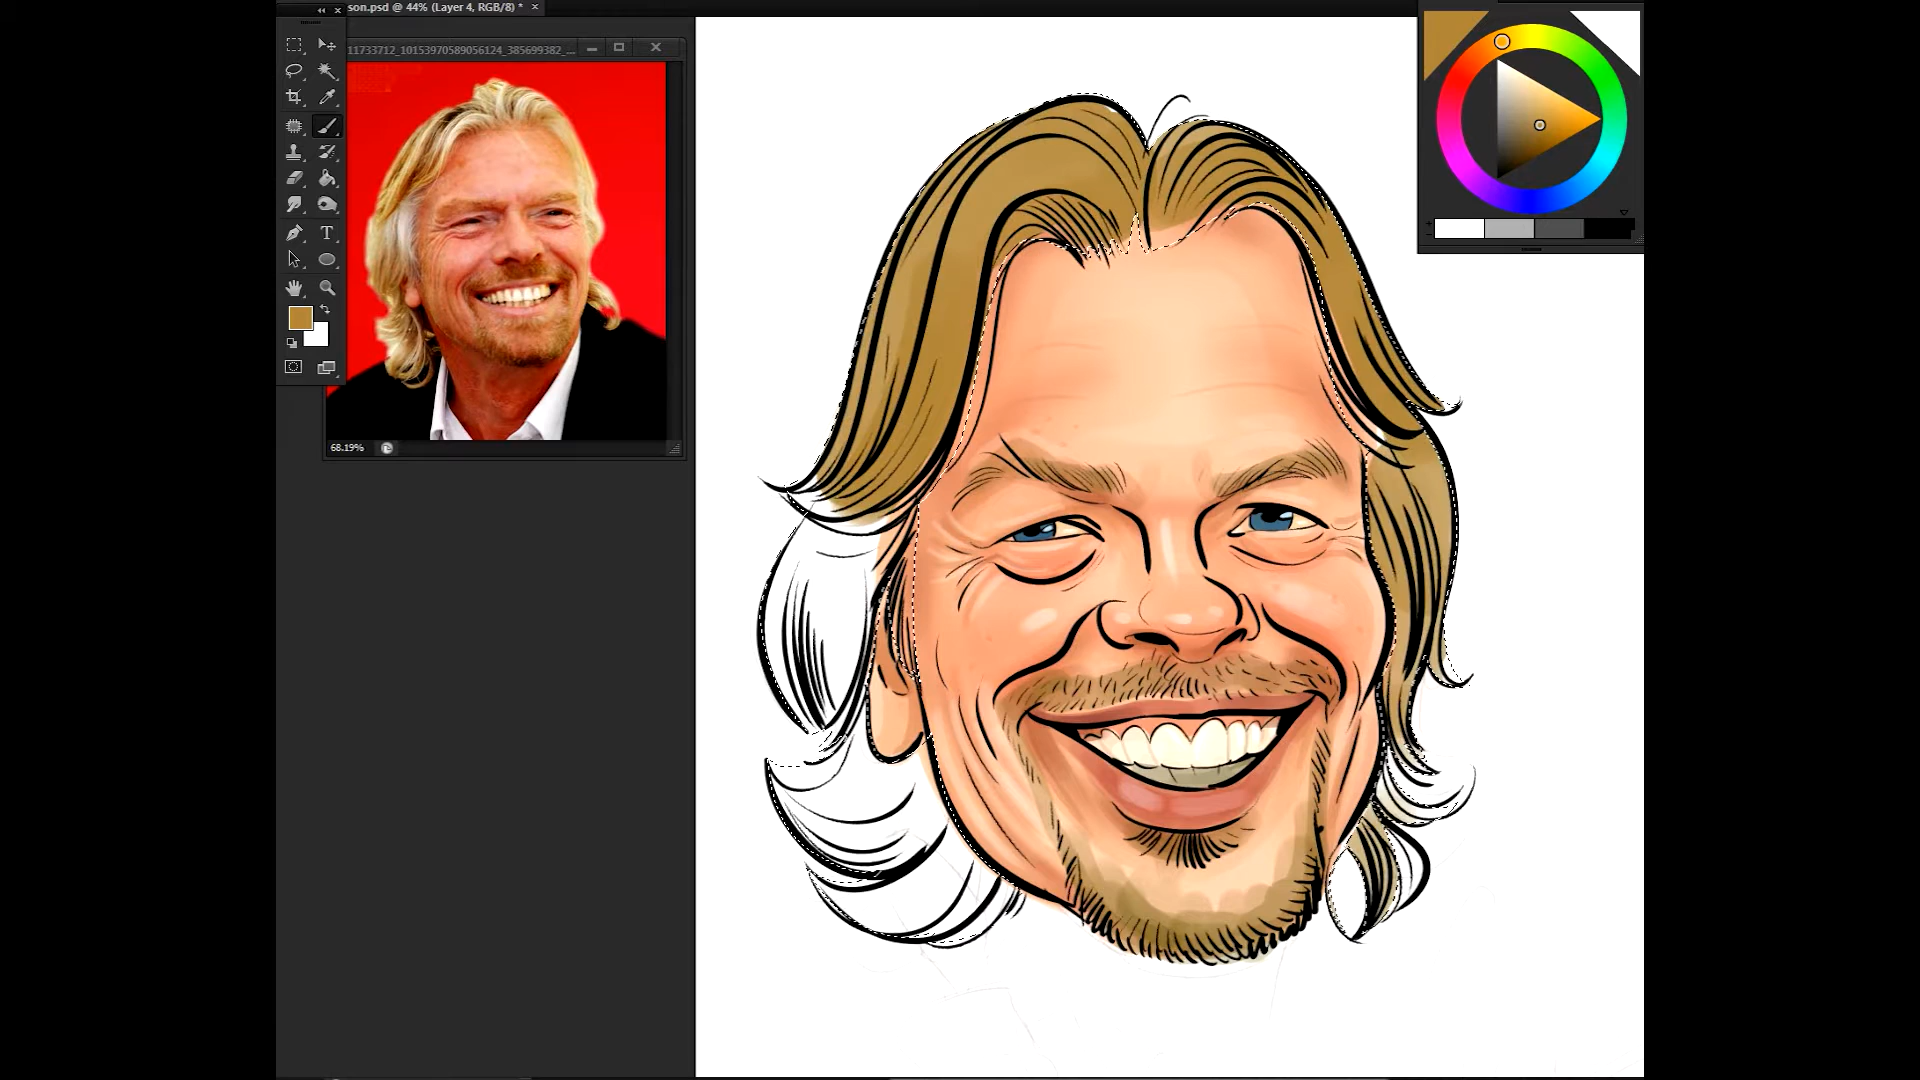 son.psd @ 44% (Layer 4, RGB/8) *
11733712_10153970589056124_385699382_...
T
68.19%